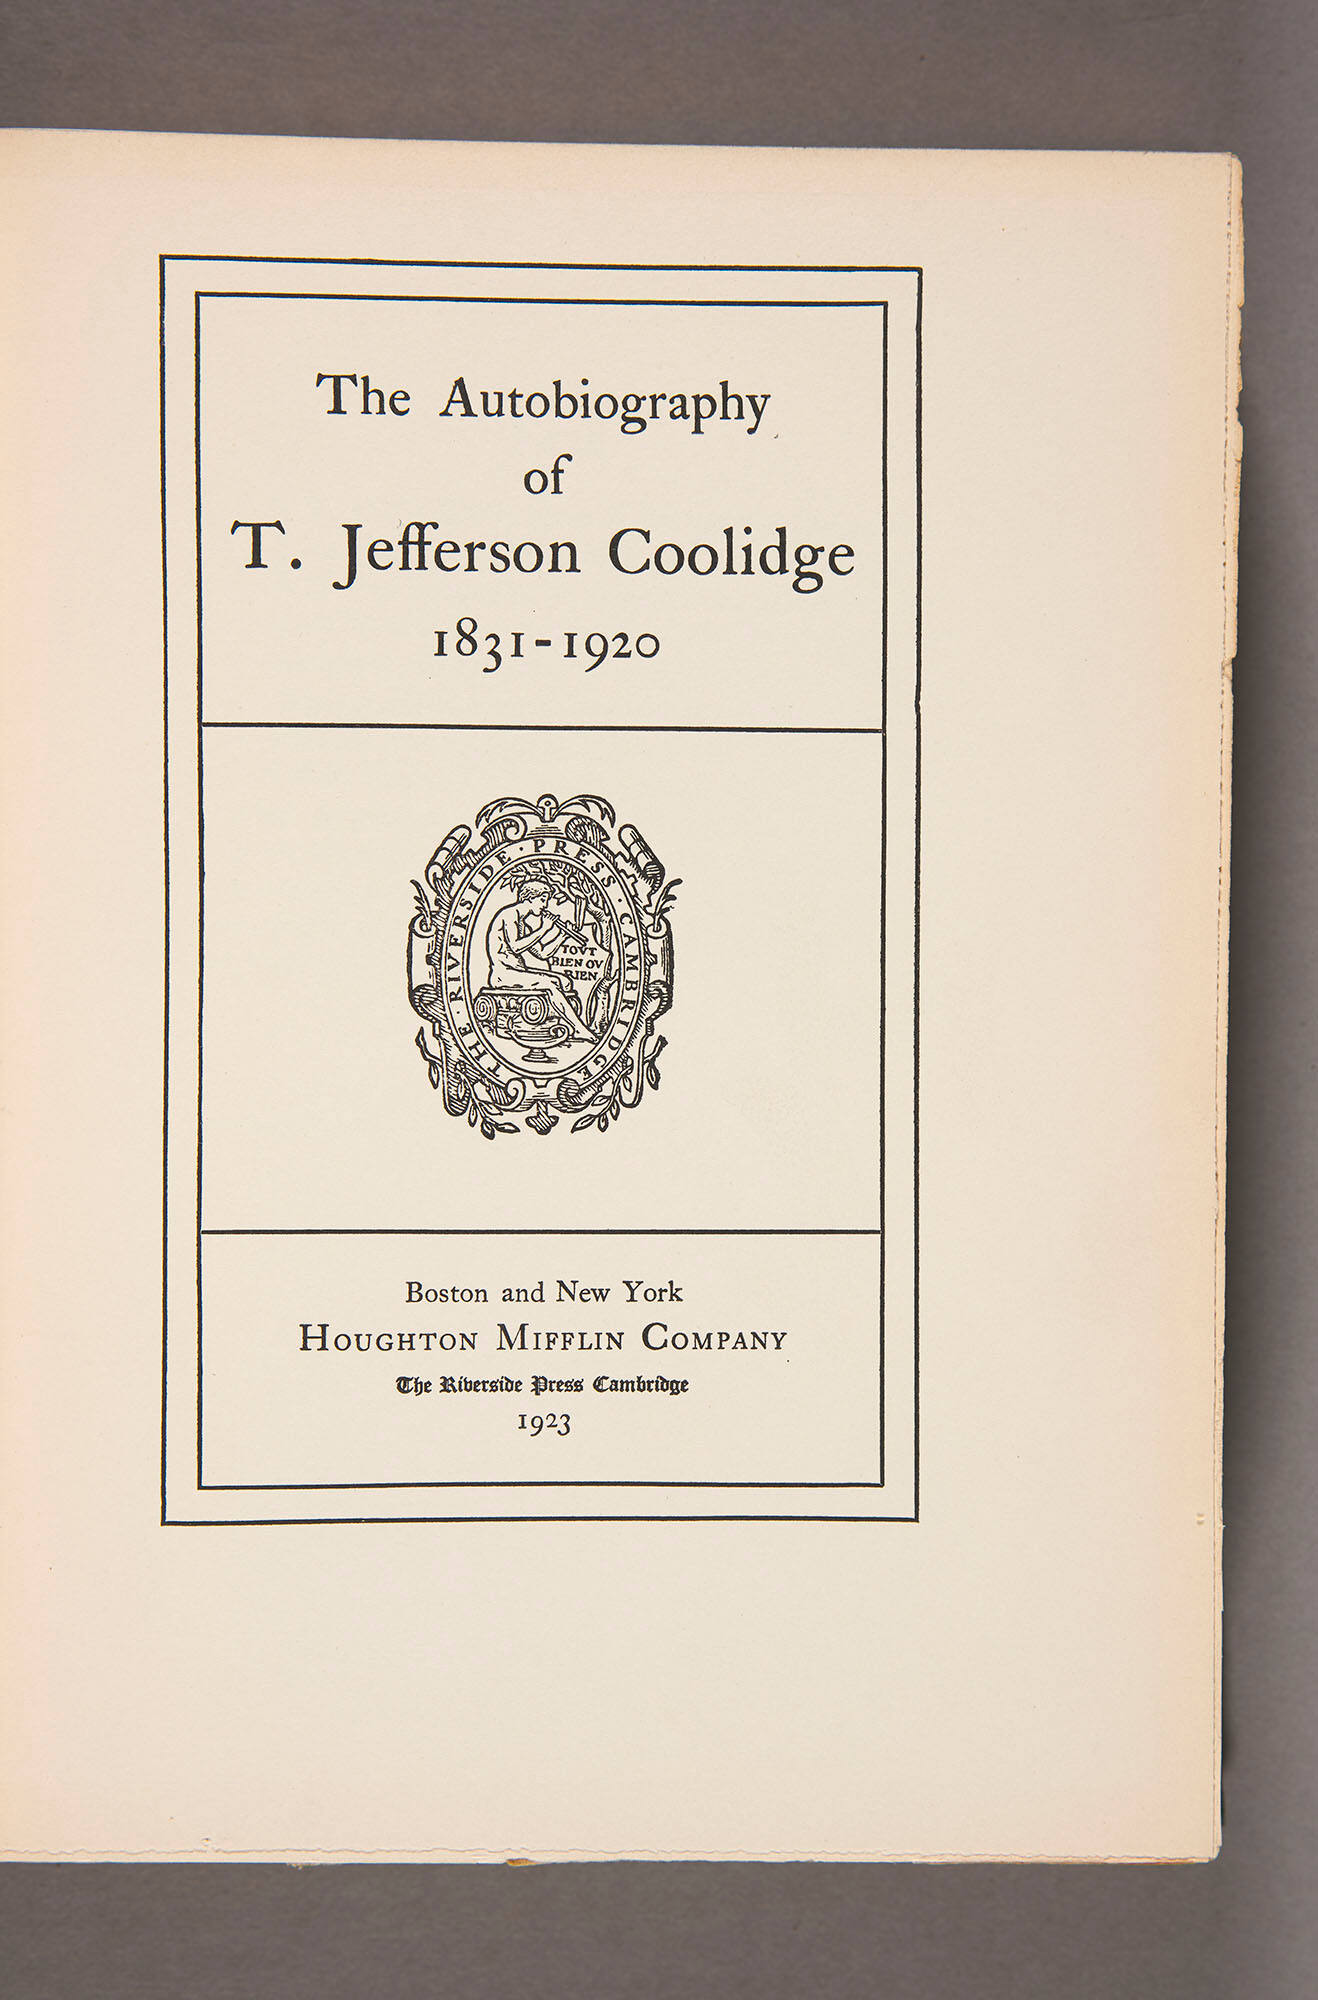 The Autobiography
of
T. Jefferson Coolidge
1831-1920
THE · RIVERSIDE · PRESS · CAMBRIDGE
TOVT
BIEN OV
RIEN
Boston and New York
HOUGHTON MIFFLIN COMPANY
The Riverside Press Cambridge
1923